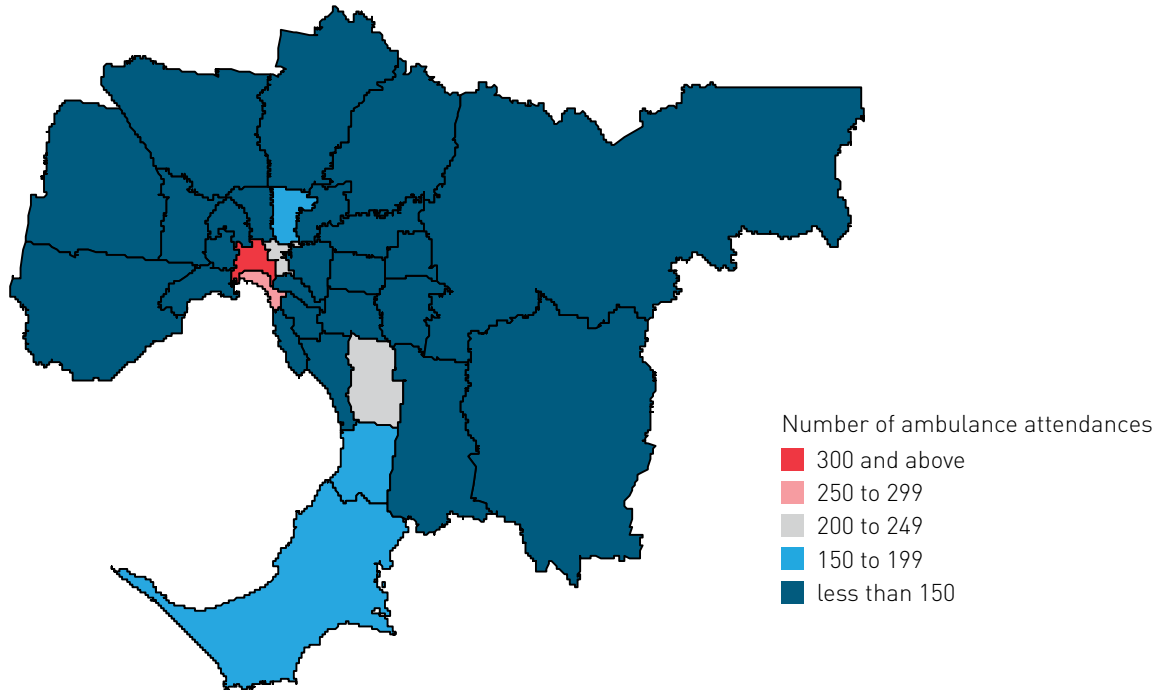 Number of ambulance attendances
300 and above
250 to 299
200 to 249
150 to 199
less than 150